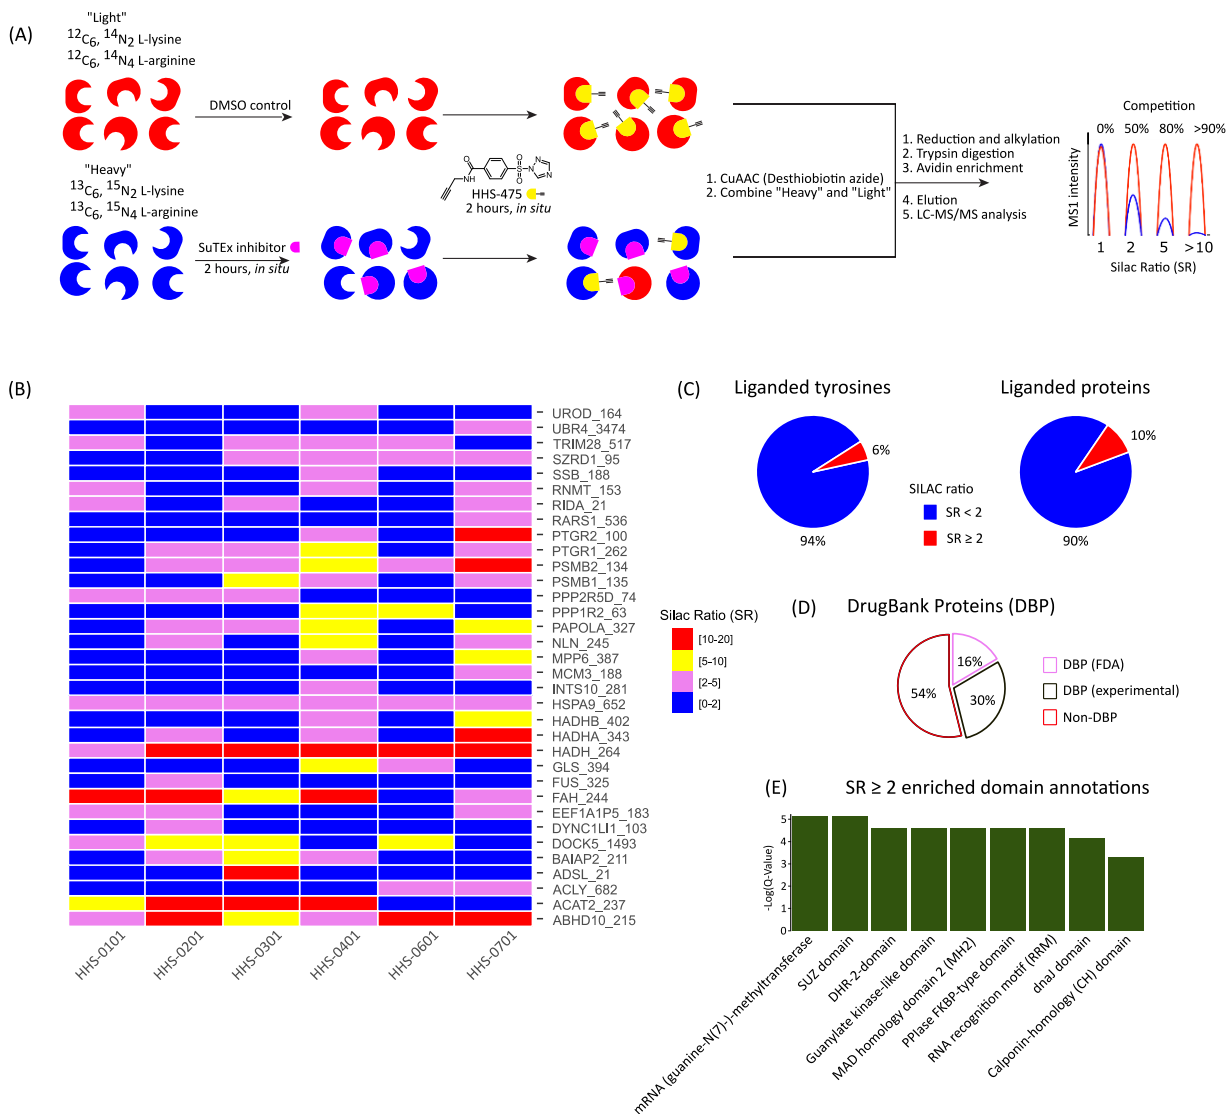 (A)
"Light"
12C6, 14N2 L-lysine
12C6, 14N4 L-arginine
DMSO control
"Heavy"
13C6, 15N2 L-lysine
13C6, 15N4 L-arginine
SuTEx inhibitor
2 hours, in situ
O
HN
O
S
O
N
N
N
HHS-475
2 hours, in situ
1. CuAAC (Desthiobiotin azide)
2. Combine "Heavy" and "Light"
1. Reduction and alkylation
2. Trypsin digestion
3. Avidin enrichment
4. Elution
5. LC-MS/MS analysis
Competition
0% 50% 80% >90%
MS1 intensity
1 2 5 >10
Silac Ratio (SR)
(B)
UROD_164
UBR4_3474
TRIM28_517
SZRD1_95
SSB_188
RNMT_153
RIDA_21
RARS1_536
PTGR2_100
PTGR1_262
PSMB2_134
PSMB1_135
PPP2R5D_74
PPP1R2_63
PAPOLA_327
NLN_245
MPP6_387
MCM3_188
INTS10_281
HSPA9_652
HADHB_402
HADHA_343
HADH_264
GLS_394
FUS_325
FAH_244
EEF1A1P5_183
DYNC1LI1_103
DOCK5_1493
BAIAP2_211
ADSL_21
ACLY_682
ACAT2_237
ABHD10_215
HHS-0101
HHS-0201
HHS-0301
HHS-0401
HHS-0601
HHS-0701
Silac Ratio (SR)
[10-20]
[5-10]
[2-5]
[0-2]
(C)
Liganded tyrosines
6%
94%
SILAC ratio
SR < 2
SR ≥ 2
Liganded proteins
10%
90%
(D)
DrugBank Proteins (DBP)
16%
54%
30%
DBP (FDA)
DBP (experimental)
Non-DBP
(E)
SR ≥ 2 enriched domain annotations
-Log(Q-Value)
5
4
3
2
1
0
mRNA (guanine-N(7)-)-methyltransferase
SUZ domain
DHR-2-domain
Guanylate kinase-like domain
MAD homology domain 2 (MH2)
PPIase FKBP-type domain
RNA recognition motif (RRM)
dnaJ domain
Calponin-homology (CH) domain